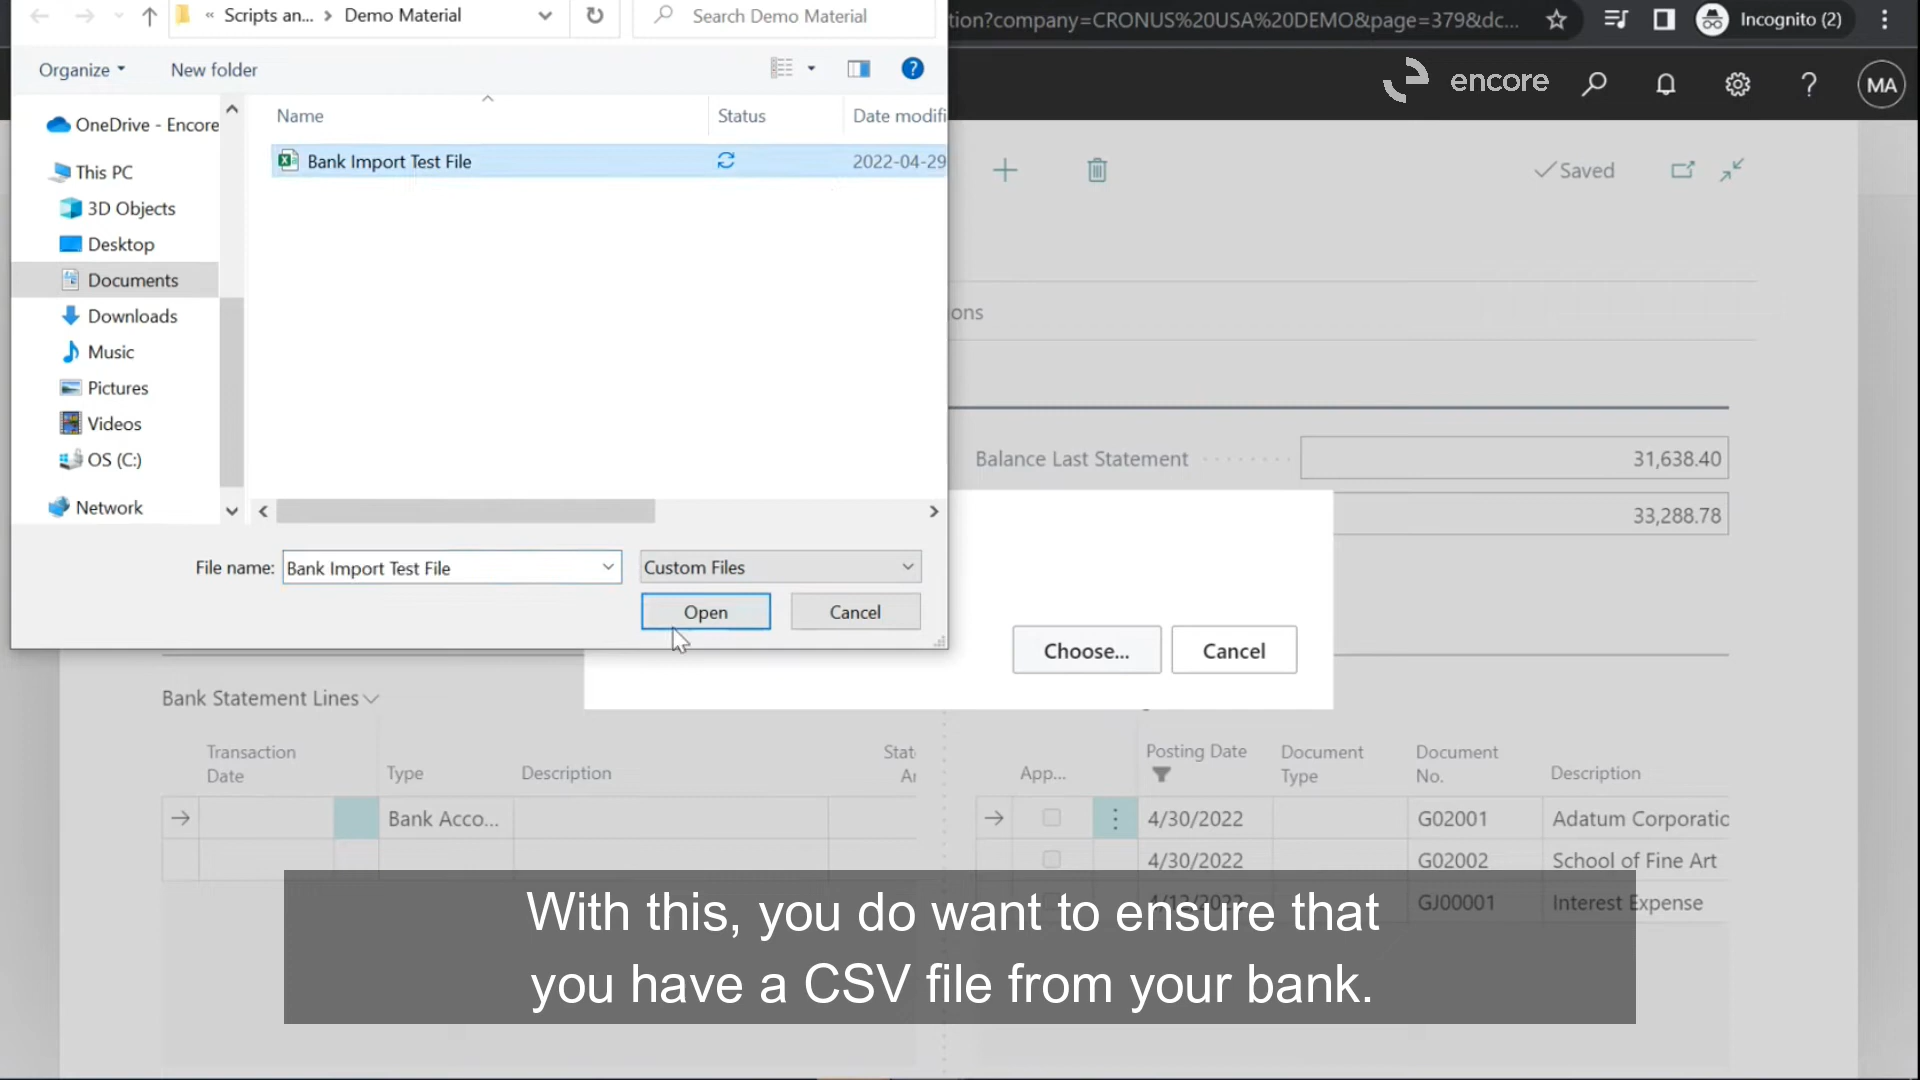 « Scripts an... > Demo Material
Search Demo Material
tion?company=CRONUS%20USA%20DEMO&page=379&dc...
Incognito (2)
Organize
New folder
encore
MA
OneDrive - Encore
This PC
3D Objects
Desktop
Documents
Downloads
Music
Pictures
Videos
OS (C:)
Network
Name
Status
Date modifi
Bank Import Test File
2022-04-29
File name:
Bank Import Test File
Custom Files
Open
Cancel
Saved
ons
Balance Last Statement
31,638.40
33,288.78
Choose...
Cancel
Bank Statement Lines
Transaction
Date
Type
Description
Stat
Ar
Bank Acco...
App...
Posting Date
Document
Type
Document
No.
Description
4/30/2022
G02001
Adatum Corporatio
4/30/2022
G02002
School of Fine Art
4/12/2022
GJ00001
Interest Expense
With this, you do want to ensure that
you have a CSV file from your bank.